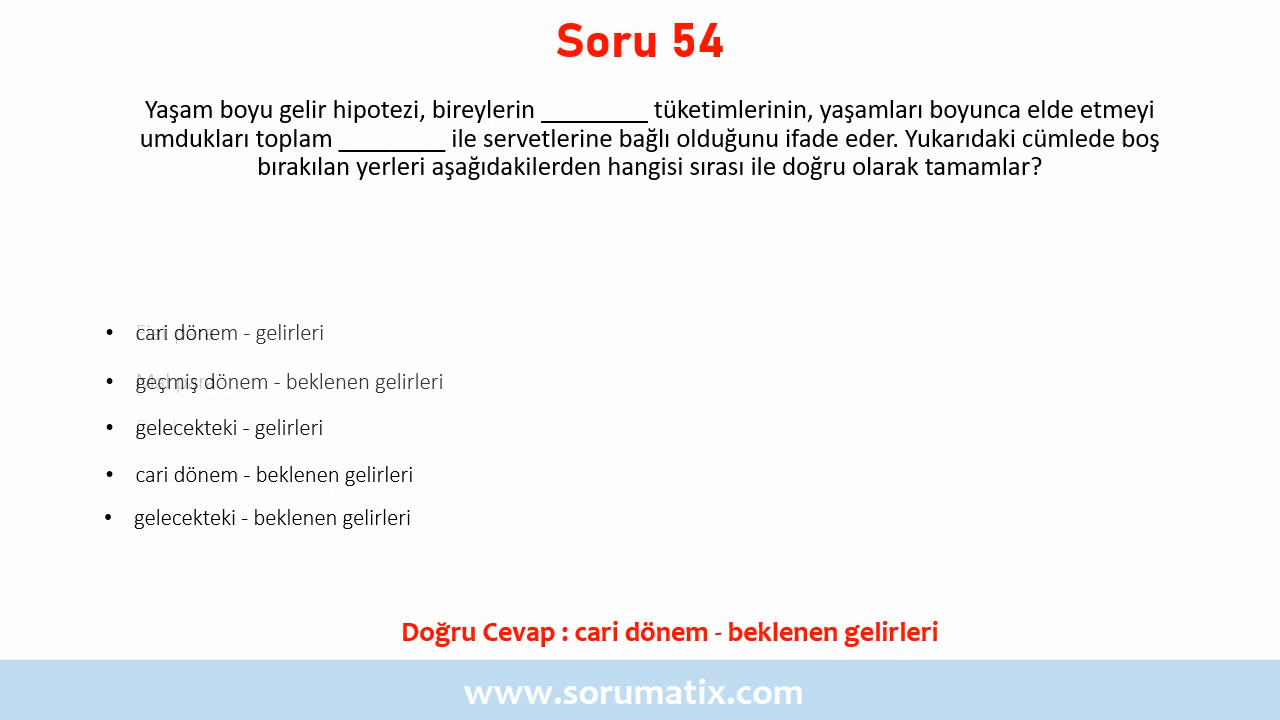 Soru 54
Yaşam boyu gelir hipotezi, bireylerin ________ tüketimlerinin, yaşamları boyunca elde etmeyi
umdukları toplam ________ ile servetlerine bağlı olduğunu ifade eder. Yukarıdaki cümlede boş
bırakılan yerleri aşağıdakilerden hangisi sırası ile doğru olarak tamamlar?
• cari dönem - gelirleri
• geçmiş dönem - beklenen gelirleri
• gelecekteki - gelirleri
• cari dönem - beklenen gelirleri
• gelecekteki - beklenen gelirleri
Doğru Cevap : cari dönem - beklenen gelirleri
www.sorumatix.com